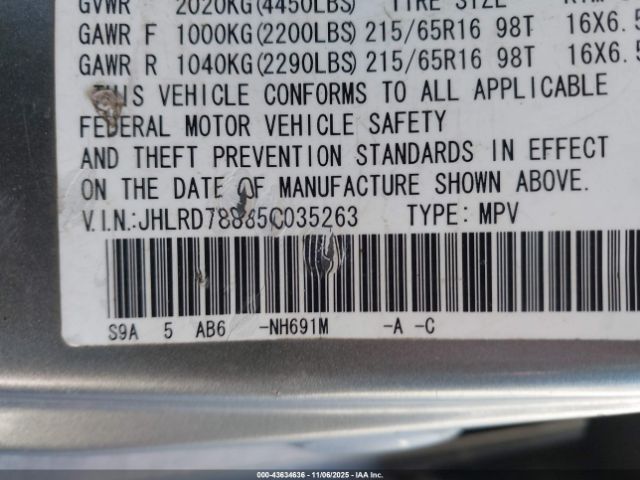 GVWR 2020KG(4450LBS) TIRE SIZE
GAWR F 1000KG(2200LBS) 215/65R16 98T 16X6.5
GAWR R 1040KG(2290LBS) 215/65R16 98T 16X6.5
THIS VEHICLE CONFORMS TO ALL APPLICABLE
FEDERAL MOTOR VEHICLE SAFETY
AND THEFT PREVENTION STANDARDS IN EFFECT
ON THE DATE OF MANUFACTURE SHOWN ABOVE.
V.I.N.:JHLRD78885C035263 TYPE: MPV
S9A 5 AB6 -NH691M -A -C
000-43634636 - 11/06/2025 - IAA Inc.